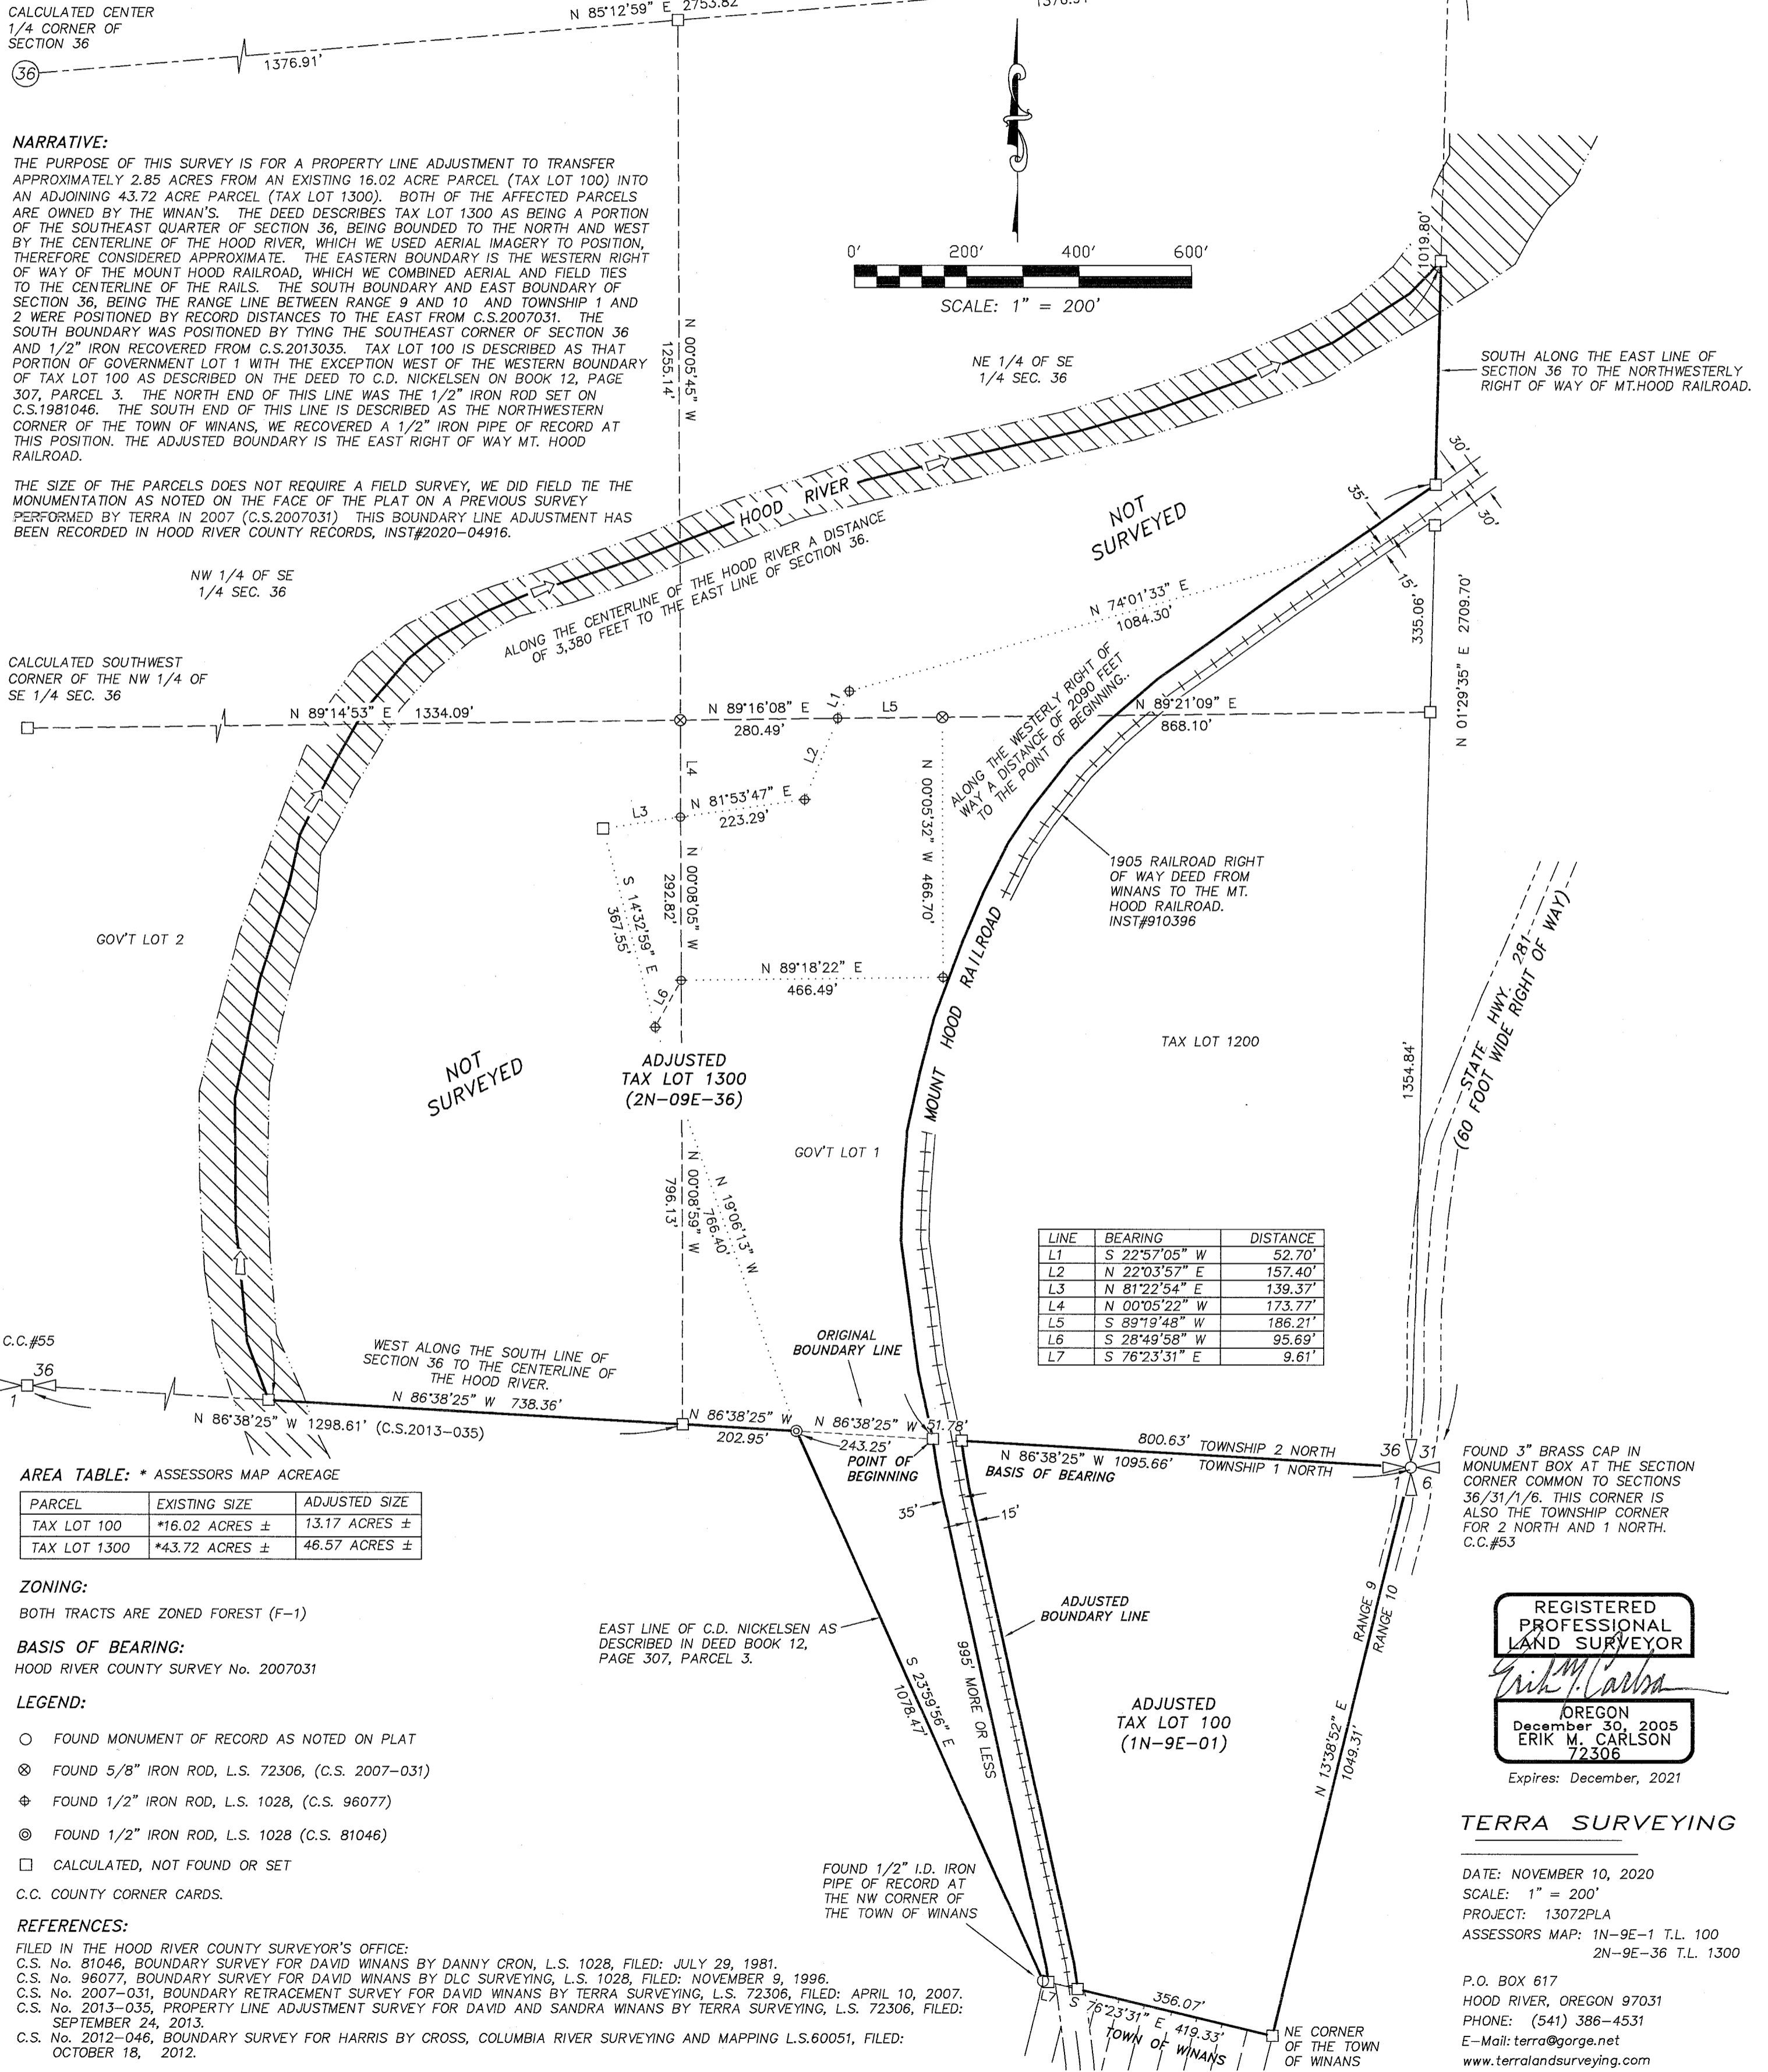 CALCULATED CENTER
1/4 CORNER OF
SECTION 36
36
1376.91'
N 85°12'59" E 2753.82'
NARRATIVE:
THE PURPOSE OF THIS SURVEY IS FOR A PROPERTY LINE ADJUSTMENT TO TRANSFER
APPROXIMATELY 2.85 ACRES FROM AN EXISTING 16.02 ACRE PARCEL (TAX LOT 100) INTO
AN ADJOINING 43.72 ACRE PARCEL (TAX LOT 1300). BOTH OF THE AFFECTED PARCELS
ARE OWNED BY THE WINAN'S. THE DEED DESCRIBES TAX LOT 1300 AS BEING A PORTION
OF THE SOUTHEAST QUARTER OF SECTION 36, BEING BOUNDED TO THE NORTH AND WEST
BY THE CENTERLINE OF THE HOOD RIVER, WHICH WE USED AERIAL IMAGERY TO POSITION,
THEREFORE CONSIDERED APPROXIMATE. THE EASTERN BOUNDARY IS THE WESTERN RIGHT
OF WAY OF THE MOUNT HOOD RAILROAD, WHICH WE COMBINED AERIAL AND FIELD TIES
TO THE CENTERLINE OF THE RAILS. THE SOUTH BOUNDARY AND EAST BOUNDARY OF
SECTION 36, BEING THE RANGE LINE BETWEEN RANGE 9 AND 10 AND TOWNSHIP 1 AND
2 WERE POSITIONED BY RECORD DISTANCES TO THE EAST FROM C.S.2007031. THE
SOUTH BOUNDARY WAS POSITIONED BY TYING THE SOUTHEAST CORNER OF SECTION 36
AND 1/2" IRON RECOVERED FROM C.S.2013035. TAX LOT 100 IS DESCRIBED AS THAT
PORTION OF GOVERNMENT LOT 1 WITH THE EXCEPTION WEST OF THE WESTERN BOUNDARY
OF TAX LOT 100 AS DESCRIBED ON THE DEED TO C.D. NICKELSEN ON BOOK 12, PAGE
307, PARCEL 3. THE NORTH END OF THIS LINE WAS THE 1/2" IRON ROD SET ON
C.S.1981046. THE SOUTH END OF THIS LINE IS DESCRIBED AS THE NORTHWESTERN
CORNER OF THE TOWN OF WINANS, WE RECOVERED A 1/2" IRON PIPE OF RECORD AT
THIS POSITION. THE ADJUSTED BOUNDARY IS THE EAST RIGHT OF WAY MT. HOOD
RAILROAD.
THE SIZE OF THE PARCELS DOES NOT REQUIRE A FIELD SURVEY, WE DID FIELD TIE THE
MONUMENTATION AS NOTED ON THE FACE OF THE PLAT ON A PREVIOUS SURVEY
PERFORMED BY TERRA IN 2007 (C.S.2007031) THIS BOUNDARY LINE ADJUSTMENT HAS
BEEN RECORDED IN HOOD RIVER COUNTY RECORDS, INST#2020-04916.
0' 200' 400' 600'
SCALE: 1" = 200'
N 00°05'45" W
1255.14'
NE 1/4 OF SE
1/4 SEC. 36
1019.80'
SOUTH ALONG THE EAST LINE OF
SECTION 36 TO THE NORTHWESTERLY
RIGHT OF WAY OF MT.HOOD RAILROAD.
30'
35'
30'
15'
HOOD RIVER
NOT
SURVEYED
ALONG THE CENTERLINE OF THE HOOD RIVER A DISTANCE
OF 3,380 FEET TO THE EAST LINE OF SECTION 36.
NW 1/4 OF SE
1/4 SEC. 36
N 74°01'33" E
1084.30'
335.06'
N 01°29'35" E 2709.70'
CALCULATED SOUTHWEST
CORNER OF THE NW 1/4 OF
SE 1/4 SEC. 36
N 89°14'53" E 1334.09'
N 89°16'08" E
280.49'
L1
L5
N 89°21'09" E
868.10'
ALONG THE WESTERLY RIGHT OF
WAY A DISTANCE OF 2090 FEET
TO THE POINT OF BEGINNING..
L2
L4
L3
N 81°53'47" E
223.29'
N 00°05'32" W 466.70'
S 14°32'59" E
367.55'
N 00°08'05" W
292.82'
1905 RAILROAD RIGHT
OF WAY DEED FROM
WINANS TO THE MT.
HOOD RAILROAD.
INST#910396
GOV'T LOT 2
N 89°18'22" E
466.49'
L6
MOUNT HOOD RAILROAD
STATE HWY. 281
(60 FOOT WIDE RIGHT OF WAY)
TAX LOT 1200
1354.84'
NOT
SURVEYED
ADJUSTED
TAX LOT 1300
(2N-09E-36)
GOV'T LOT 1
N 00°08'59" W
796.13'
N 19°06'13" W
766.40'
LINE BEARING DISTANCE
L1 S 22°57'05" W 52.70'
L2 N 22°03'57" E 157.40'
L3 N 81°22'54" E 139.37'
L4 N 00°05'22" W 173.77'
L5 S 89°19'48" W 186.21'
L6 S 28°49'58" W 95.69'
L7 S 76°23'31" E 9.61'
C.C.#55
36
1
WEST ALONG THE SOUTH LINE OF
SECTION 36 TO THE CENTERLINE OF
THE HOOD RIVER.
N 86°38'25" W 738.36'
N 86°38'25" W 1298.61' (C.S.2013-035)
ORIGINAL
BOUNDARY LINE
N 86°38'25" W
202.95'
N 86°38'25" W
243.25'
51.78'
POINT OF
BEGINNING
800.63' TOWNSHIP 2 NORTH
N 86°38'25" W 1095.66' TOWNSHIP 1 NORTH
BASIS OF BEARING
36 31
1 6
FOUND 3" BRASS CAP IN
MONUMENT BOX AT THE SECTION
CORNER COMMON TO SECTIONS
36/31/1/6. THIS CORNER IS
ALSO THE TOWNSHIP CORNER
FOR 2 NORTH AND 1 NORTH.
C.C.#53
35'
15'
AREA TABLE: * ASSESSORS MAP ACREAGE
PARCEL EXISTING SIZE ADJUSTED SIZE
TAX LOT 100 *16.02 ACRES ± 13.17 ACRES ±
TAX LOT 1300 *43.72 ACRES ± 46.57 ACRES ±
ZONING:
BOTH TRACTS ARE ZONED FOREST (F-1)
BASIS OF BEARING:
HOOD RIVER COUNTY SURVEY No. 2007031
EAST LINE OF C.D. NICKELSEN AS
DESCRIBED IN DEED BOOK 12,
PAGE 307, PARCEL 3.
ADJUSTED
BOUNDARY LINE
RANGE 9
RANGE 10
S 23°59'56" E
1078.47'
995' MORE OR LESS
ADJUSTED
TAX LOT 100
(1N-9E-01)
N 13°38'52" E
1049.31'
LEGEND:
FOUND MONUMENT OF RECORD AS NOTED ON PLAT
FOUND 5/8" IRON ROD, L.S. 72306, (C.S. 2007-031)
FOUND 1/2" IRON ROD, L.S. 1028, (C.S. 96077)
FOUND 1/2" IRON ROD, L.S. 1028 (C.S. 81046)
CALCULATED, NOT FOUND OR SET
C.C. COUNTY CORNER CARDS.
REFERENCES:
FILED IN THE HOOD RIVER COUNTY SURVEYOR'S OFFICE:
C.S. No. 81046, BOUNDARY SURVEY FOR DAVID WINANS BY DANNY CRON, L.S. 1028, FILED: JULY 29, 1981.
C.S. No. 96077, BOUNDARY SURVEY FOR DAVID WINANS BY DLC SURVEYING, L.S. 1028, FILED: NOVEMBER 9, 1996.
C.S. No. 2007-031, BOUNDARY RETRACEMENT SURVEY FOR DAVID WINANS BY TERRA SURVEYING, L.S. 72306, FILED: APRIL 10, 2007.
C.S. No. 2013-035, PROPERTY LINE ADJUSTMENT SURVEY FOR DAVID AND SANDRA WINANS BY TERRA SURVEYING, L.S. 72306, FILED:
SEPTEMBER 24, 2013.
C.S. No. 2012-046, BOUNDARY SURVEY FOR HARRIS BY CROSS, COLUMBIA RIVER SURVEYING AND MAPPING L.S.60051, FILED:
OCTOBER 18, 2012.
FOUND 1/2" I.D. IRON
PIPE OF RECORD AT
THE NW CORNER OF
THE TOWN OF WINANS
L7
356.07'
S 76°23'31" E 419.33'
TOWN OF WINANS
NE CORNER
OF THE TOWN
OF WINANS
REGISTERED
PROFESSIONAL
LAND SURVEYOR
Erik M. Carlson
OREGON
December 30, 2005
ERIK M. CARLSON
72306
Expires: December, 2021
TERRA SURVEYING
DATE: NOVEMBER 10, 2020
SCALE: 1" = 200'
PROJECT: 13072PLA
ASSESSORS MAP: 1N-9E-1 T.L. 100
2N-9E-36 T.L. 1300
P.O. BOX 617
HOOD RIVER, OREGON 97031
PHONE: (541) 386-4531
E-Mail: terra@gorge.net
www.terralandsurveying.com